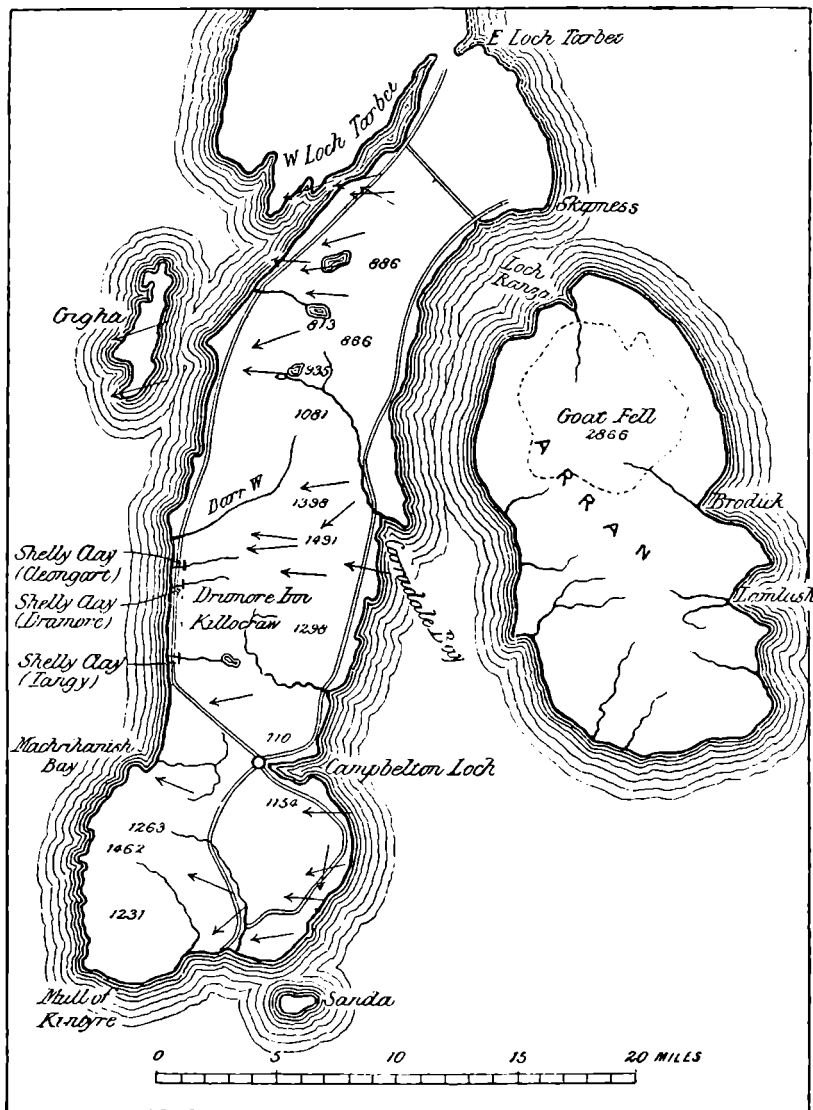 E Loch Tarbet
W Loch Tarbet
Skipness
Loch
Ranza
Gigha
886
813
886
935
1081
Goat Fell
2866
ARRAN
Brodick
Barr W
1398
1491
Shelly Clay
(Cleongart)
Shelly Clay
(Drumore)
Drumore
Killocraw
1298
Carradale Bay
Lamlash
Shelly Clay
(Tangy)
Machrihanish
Bay
110
Campbelton Loch
1154
1263
1462
1231
Mull of
Kintyre
Sanda
0 5 10 15 20 MILES